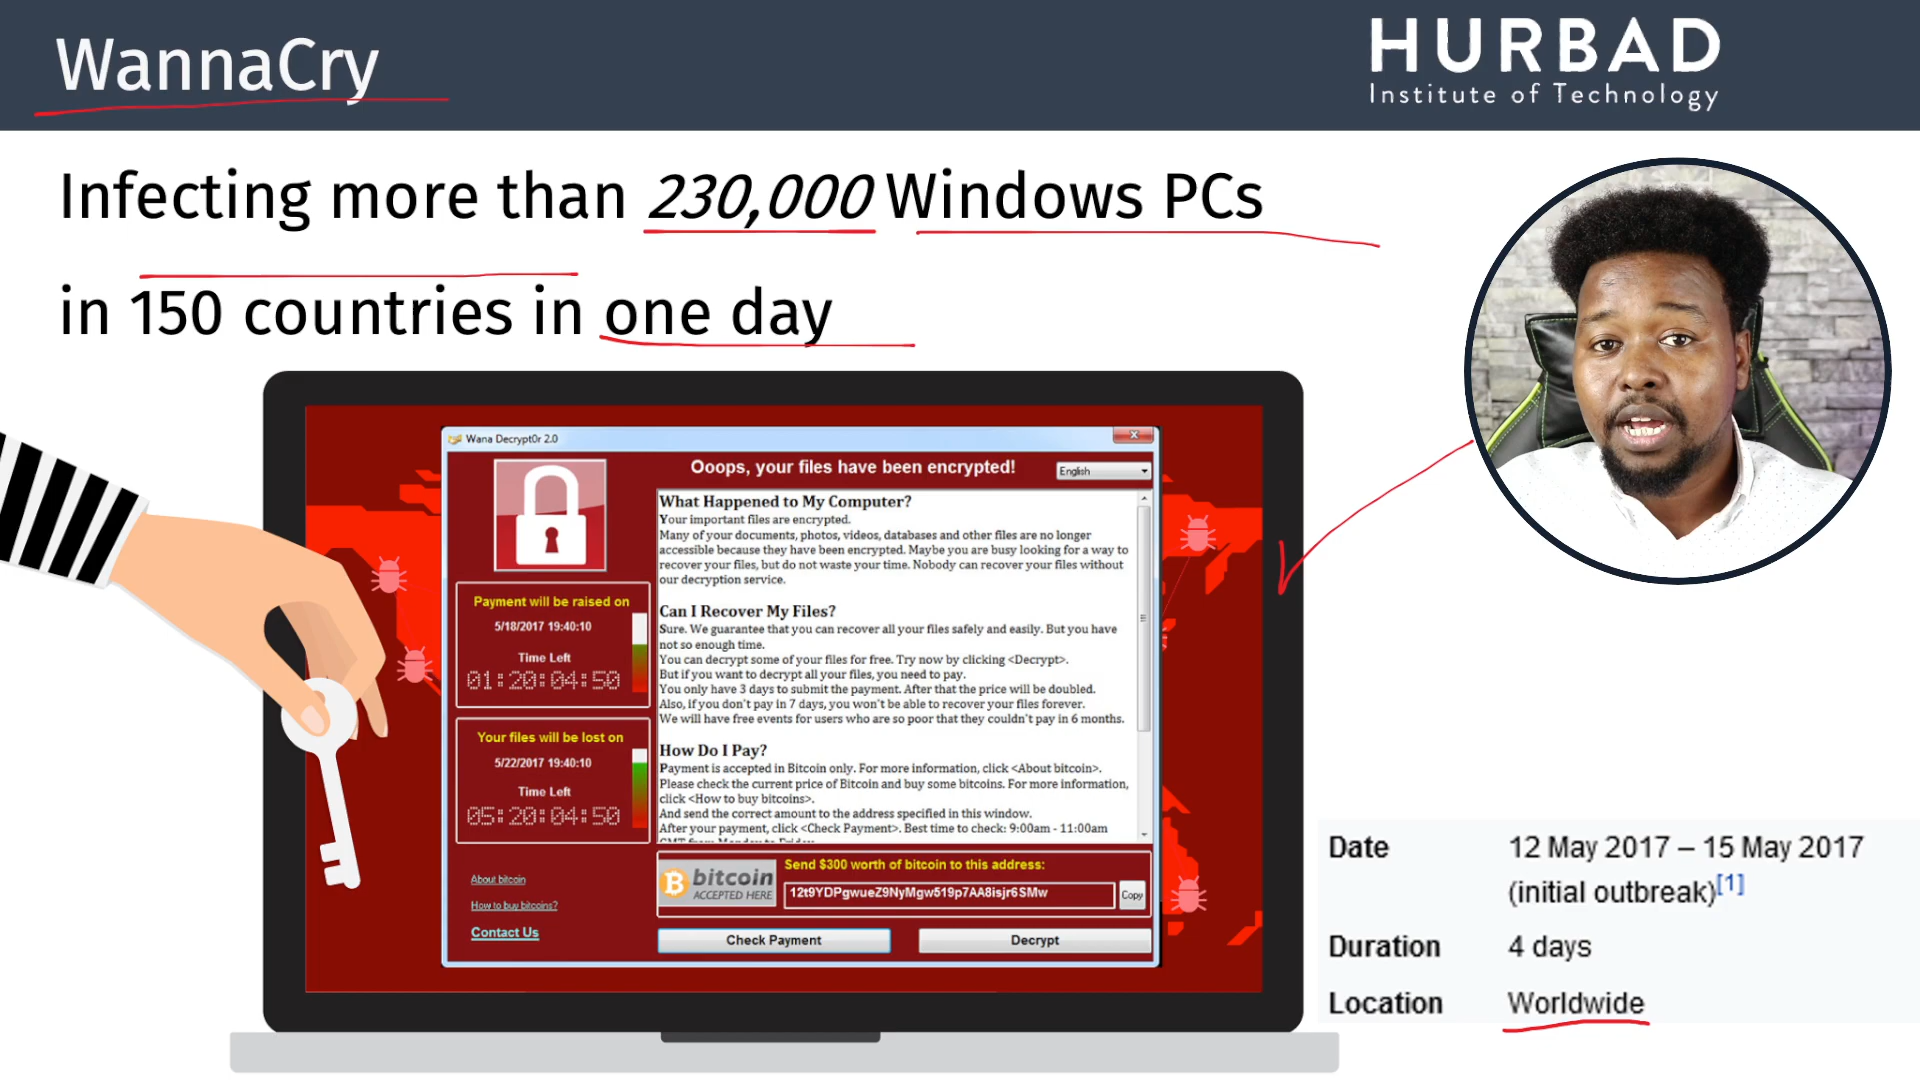 WannaCry
HURBAD
Institute of Technology
Infecting more than 230,000 Windows PCs
in 150 countries in one day
Wana Decrypt0r 2.0
Ooops, your files have been encrypted!
English
What Happened to My Computer?
Your important files are encrypted.
Many of your documents, photos, videos, databases and other files are no longer
accessible because they have been encrypted. Maybe you are busy looking for a way to
recover your files, but do not waste your time. Nobody can recover your files without
our decryption service.
Can I Recover My Files?
Sure. We guarantee that you can recover all your files safely and easily. But you have
not so enough time.
You can decrypt some of your files for free. Try now by clicking <Decrypt>.
But if you want to decrypt all your files, you need to pay.
You only have 3 days to submit the payment. After that the price will be doubled.
Also, if you don't pay in 7 days, you won't be able to recover your files forever.
We will have free events for users who are so poor that they couldn't pay in 6 months.
How Do I Pay?
Payment is accepted in Bitcoin only. For more information, click <About bitcoin>.
Please check the current price of Bitcoin and buy some bitcoins. For more information,
click <How to buy bitcoins>.
And send the correct amount to the address specified in this window.
After your payment, click <Check Payment>. Best time to check: 9:00am - 11:00am
GMT from Monday to Friday.
Payment will be raised on
5/18/2017 19:40:10
Time Left
01:20:04:50
Your files will be lost on
5/22/2017 19:40:10
Time Left
05:20:04:50
About bitcoin
How to buy bitcoins?
Contact Us
bitcoin
ACCEPTED HERE
Send $300 worth of bitcoin to this address:
12t9YDPgwueZ9NyMgw519p7AA8isjr6SMw
Copy
Check Payment
Decrypt
Date 12 May 2017 – 15 May 2017
(initial outbreak)[1]
Duration 4 days
Location Worldwide